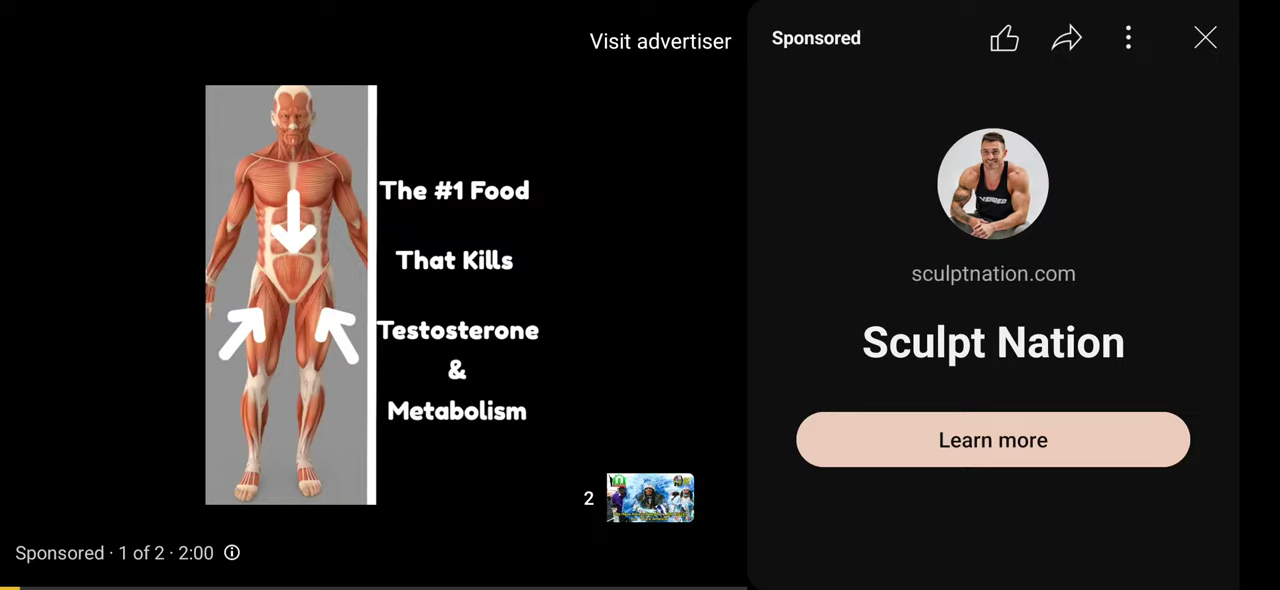 Visit advertiser
The #1 Food
That Kills
Testosterone
&
Metabolism
2
Sponsored · 1 of 2 · 2:00
Sponsored
sculptnation.com
Sculpt Nation
Learn more